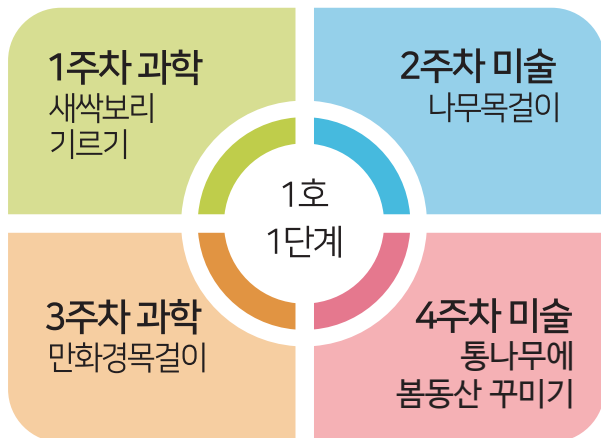 1주차 과학
새싹보리
기르기
2주차 미술
나무목걸이
1호
1단계
3주차 과학
만화경목걸이
4주차 미술
통나무에
봄동산 꾸미기